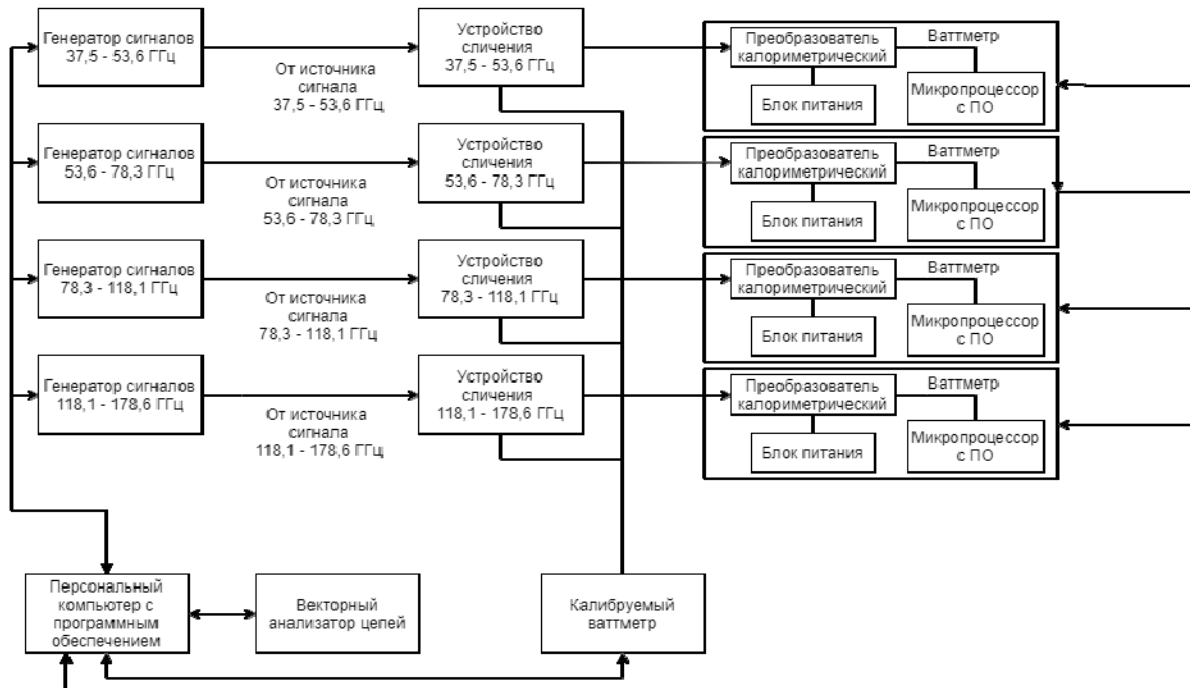 Генератор сигналов
37,5 - 53,6 ГГц
От источника
сигнала
37,5 - 53,6 ГГц
Устройство
сличения
37,5 - 53,6 ГГц
Преобразователь
калориметрический
Ваттметр
Блок питания
Микропроцессор
с ПО
Генератор сигналов
53,6 - 78,3 ГГц
От источника
сигнала
53,6 - 78,3 ГГц
Устройство
сличения
53,6 - 78,3 ГГц
Преобразователь
калориметрический
Ваттметр
Блок питания
Микропроцессор
с ПО
Генератор сигналов
78,3 - 118,1 ГГц
От источника
сигнала
78,3 - 118,1 ГГц
Устройство
сличения
78,3 - 118,1 ГГц
Преобразователь
калориметрический
Ваттметр
Блок питания
Микропроцессор
с ПО
Генератор сигналов
118,1 - 178,6 ГГц
От источника
сигнала
118,1 - 178,6 ГГц
Устройство
сличения
118,1 - 178,6 ГГц
Преобразователь
калориметрический
Ваттметр
Блок питания
Микропроцессор
с ПО
Персональный
компьютер с
программным
обеспечением
Векторный
анализатор цепей
Калибруемый
ваттметр